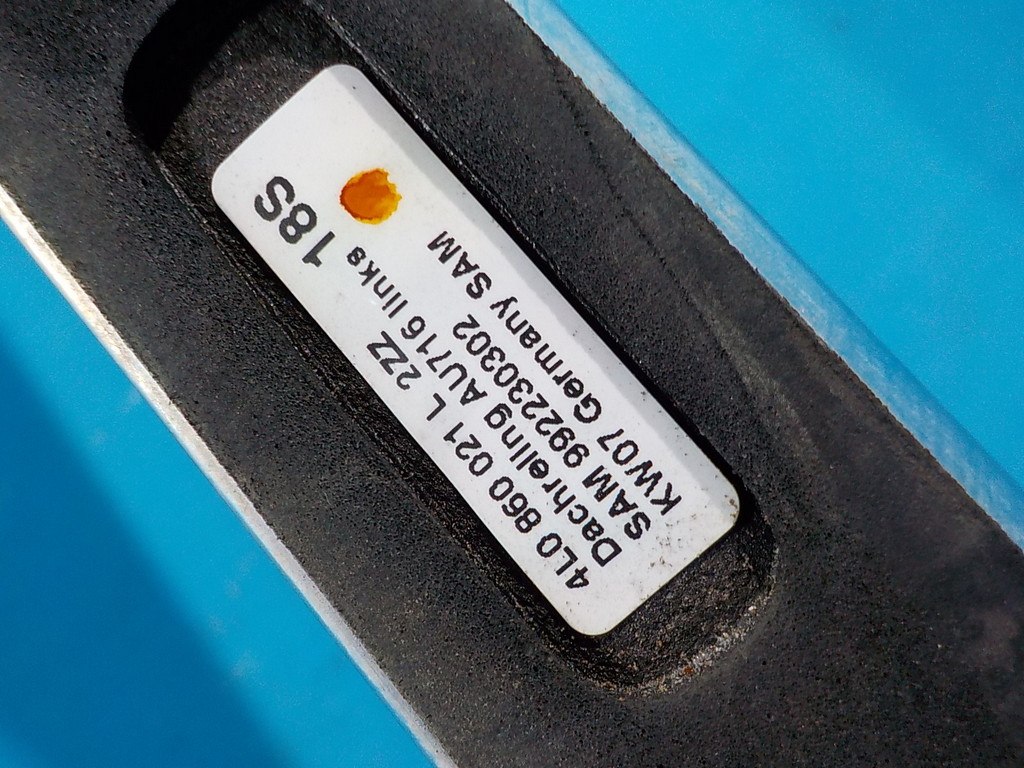 4L0 860 021 L 2ZZ
Dachreling AU716 links 18S
SAM 992230302
KW07 Germany SAM